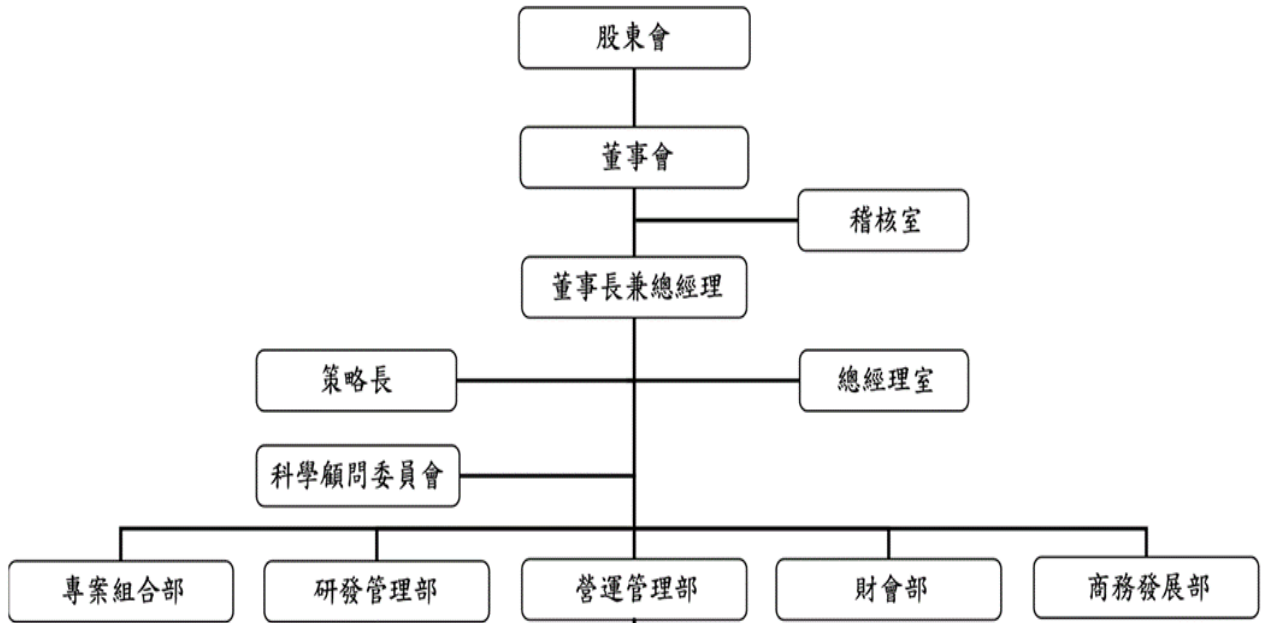 股東會
董事會
稽核室
董事長兼總經理
策略長
總經理室
科學顧問委員會
專案組合部
研發管理部
營運管理部
財會部
商務發展部